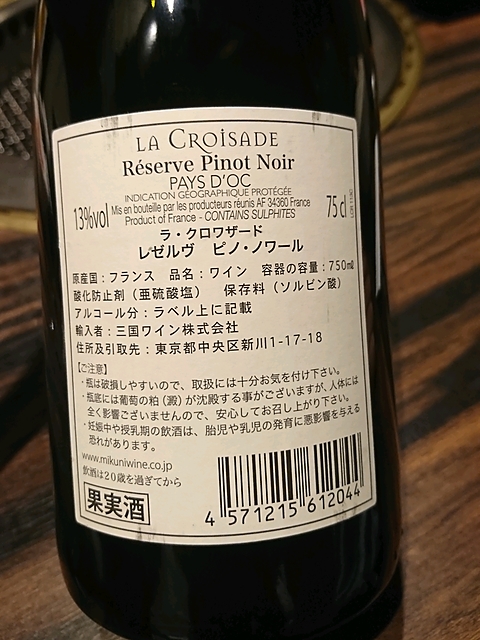 LA CROISADE
Réserve Pinot Noir
PAYS D'OC
INDICATION GÉOGRAPHIQUE PROTÉGÉE
13%vol Mis en bouteille par les producteurs réunis AF 34360 France 75 cl
Product of France - CONTAINS SULPHITES
ラ・クロワザード
レゼルヴ ピノ・ノワール
原産国：フランス 品名：ワイン 容器の容量：750㎖
酸化防止剤（亜硫酸塩） 保存料（ソルビン酸）
アルコール分：ラベル上に記載
輸入者：三国ワイン株式会社
住所及引取先：東京都中央区新川1-17-18
【ご注意】
・瓶は破損しやすいので、取扱には十分お気を付け下さい。
・瓶底には葡萄の粕（澱）が沈殿する事がございますが、人体には
全く影響ございませんので、安心してお召し上がり下さい。
・妊娠中や授乳期の飲酒は、胎児や乳児の発育に悪影響を与える
恐れがあります。
www.mikuniwine.co.jp
飲酒は20歳を過ぎてから
果実酒
4 571215 612044